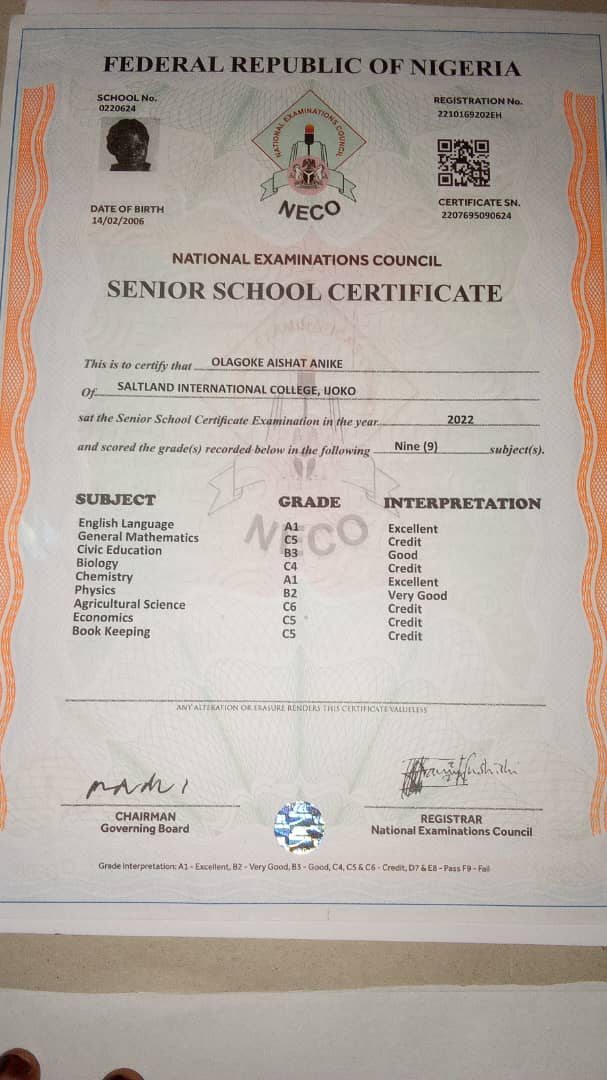 FEDERAL REPUBLIC OF NIGERIA
SCHOOL No.
0220624
REGISTRATION No.
2210169202EH
NATIONAL EXAMINATIONS COUNCIL
NECO
DATE OF BIRTH
14/02/2006
CERTIFICATE SN.
2207695090624
NATIONAL EXAMINATIONS COUNCIL
SENIOR SCHOOL CERTIFICATE
This is to certify that OLAGOKE AISHAT ANIKE
Of SALTLAND INTERNATIONAL COLLEGE, IJOKO
sat the Senior School Certificate Examination in the year 2022
and scored the grade(s) recorded below in the following Nine (9) subject(s).
SUBJECT GRADE INTERPRETATION
English Language A1 Excellent
General Mathematics C5 Credit
Civic Education B3 Good
Biology C4 Credit
Chemistry A1 Excellent
Physics B2 Very Good
Agricultural Science C6 Credit
Economics C5 Credit
Book Keeping C5 Credit
NECO
ANY ALTERATION OR ERASURE RENDERS THIS CERTIFICATE VALUELESS
CHAIRMAN
Governing Board
REGISTRAR
National Examinations Council
Grade Interpretation: A1 - Excellent, B2 - Very Good, B3 - Good, C4, C5 & C6 - Credit, D7 & E8 - Pass F9 - Fail